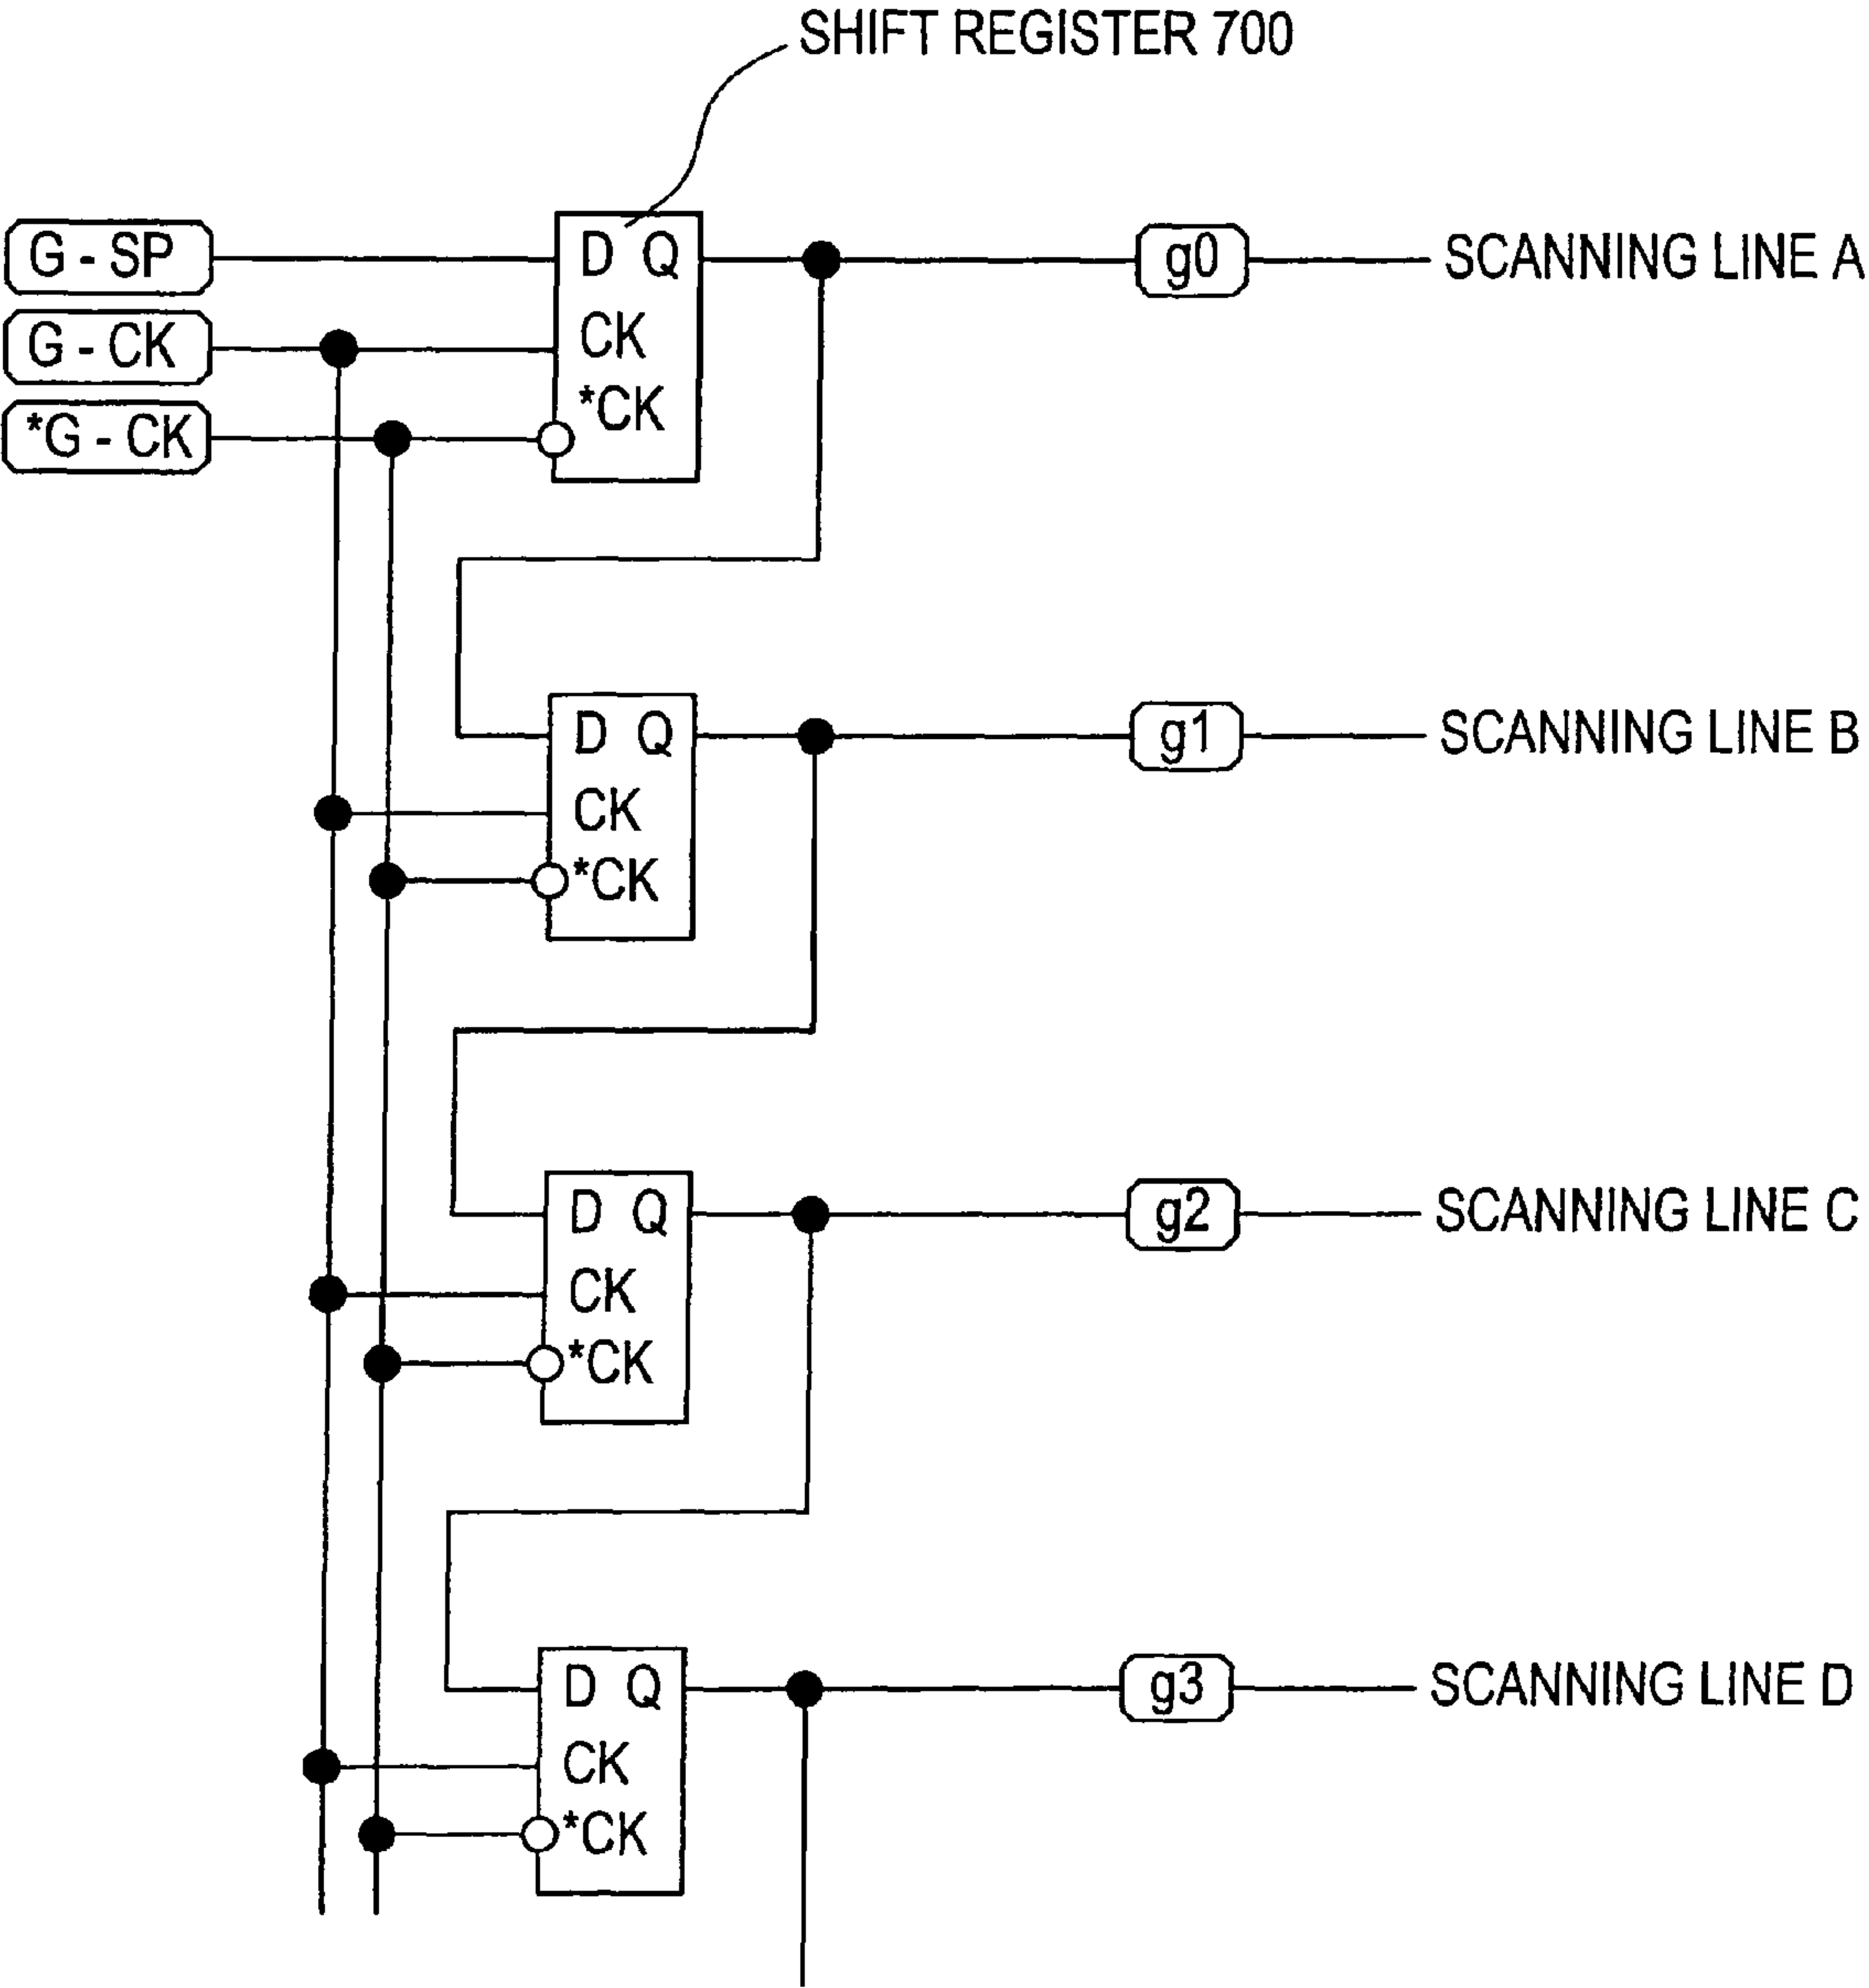 SHIFT REGISTER 700
G - SP
D Q
g0
SCANNING LINE A
G - CK
CK
*G - CK
*CK
D Q
g1
SCANNING LINE B
CK
*CK
D Q
g2
SCANNING LINE C
CK
*CK
D Q
g3
SCANNING LINE D
CK
*CK